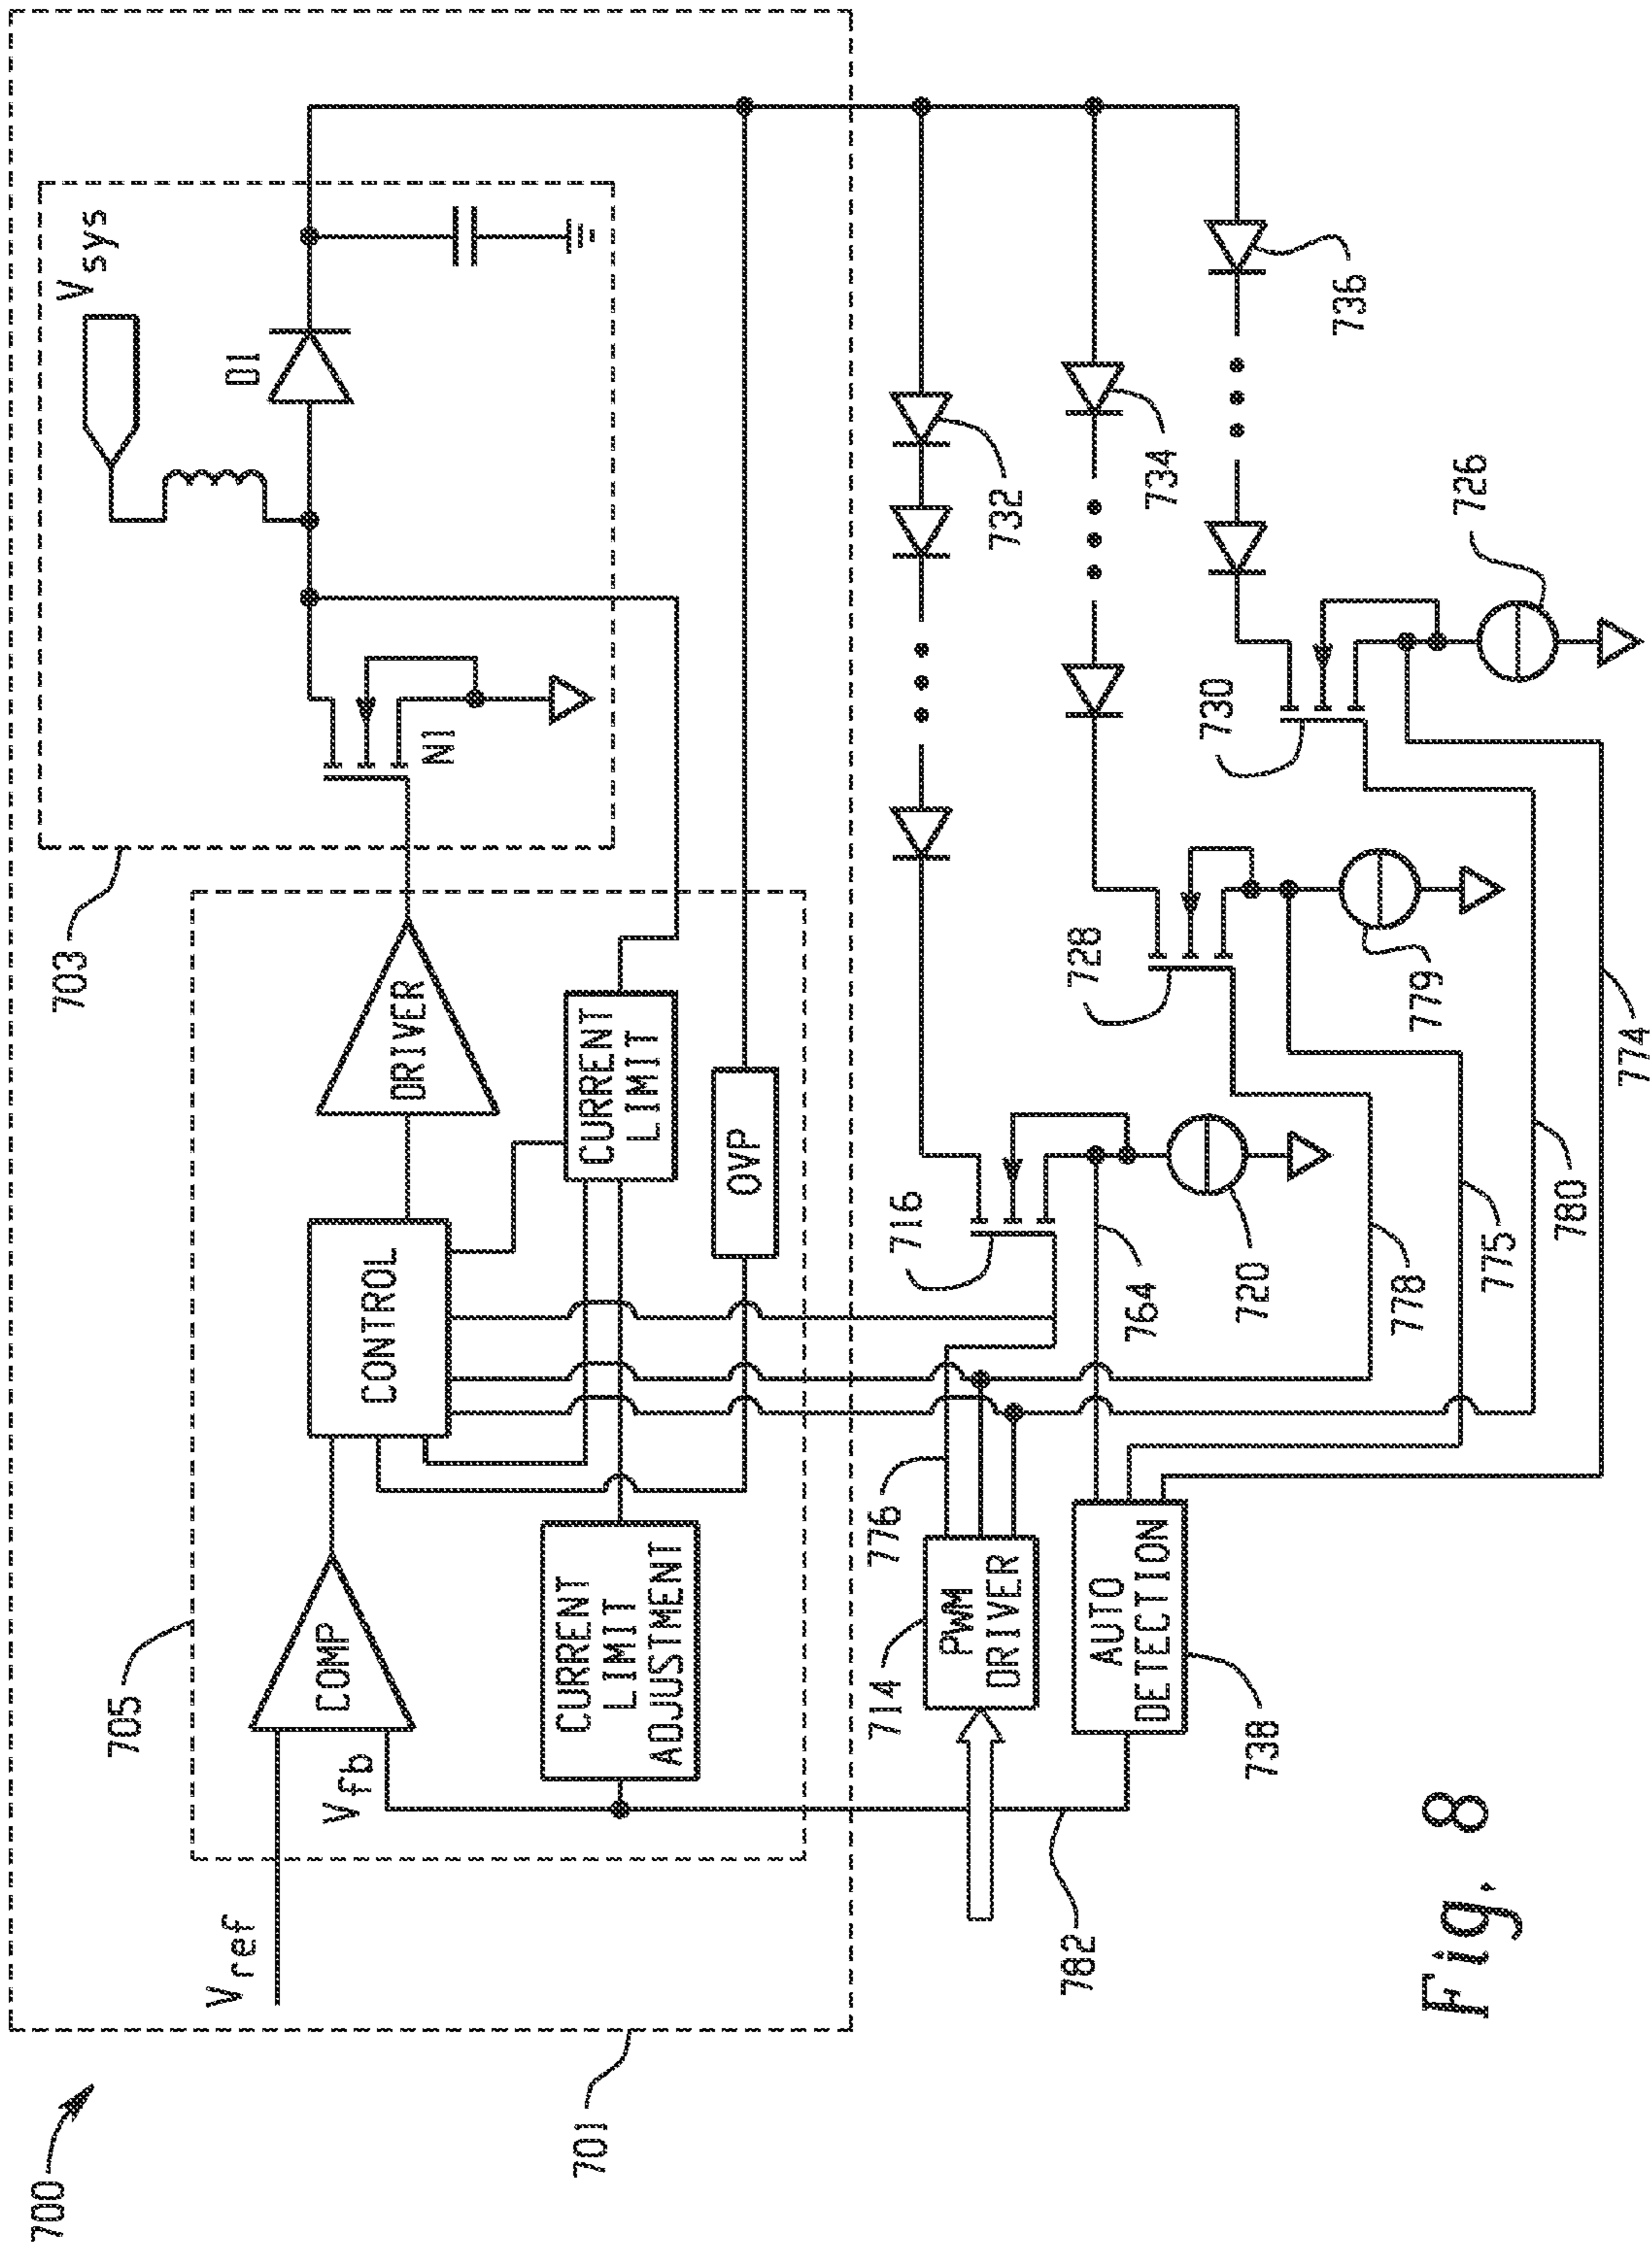 700
701
703
705
Vsys
D1
N1
DRIVER
CONTROL
COMP
Vref
Vfb
CURRENT
LIMIT
CURRENT
LIMIT
ADJUSTMENT
OVP
732
734
736
716
728
730
720
779
726
764
778
775
780
774
776
714
PWM
DRIVER
AUTO
DETECTION
738
782
Fig. 8